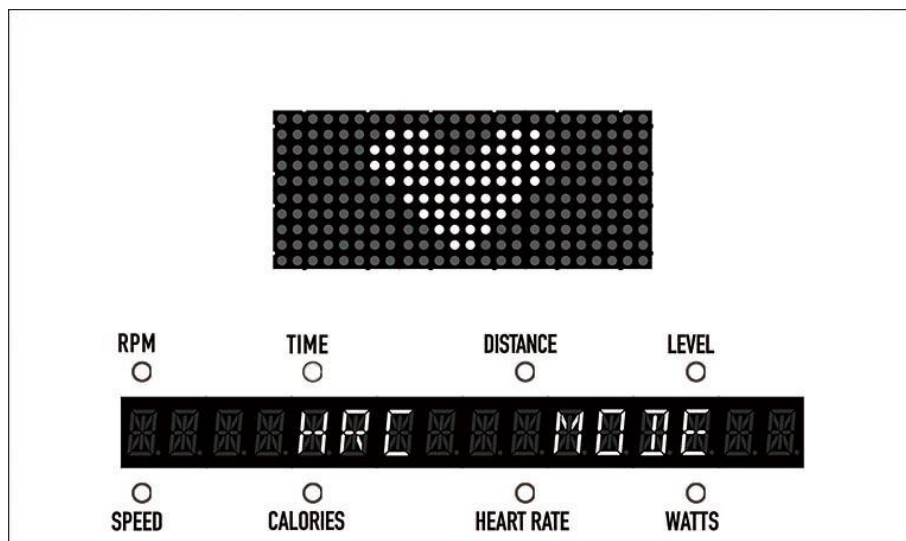 RPM TIME DISTANCE LEVEL
HRC MODE
SPEED CALORIES HEART RATE WATTS